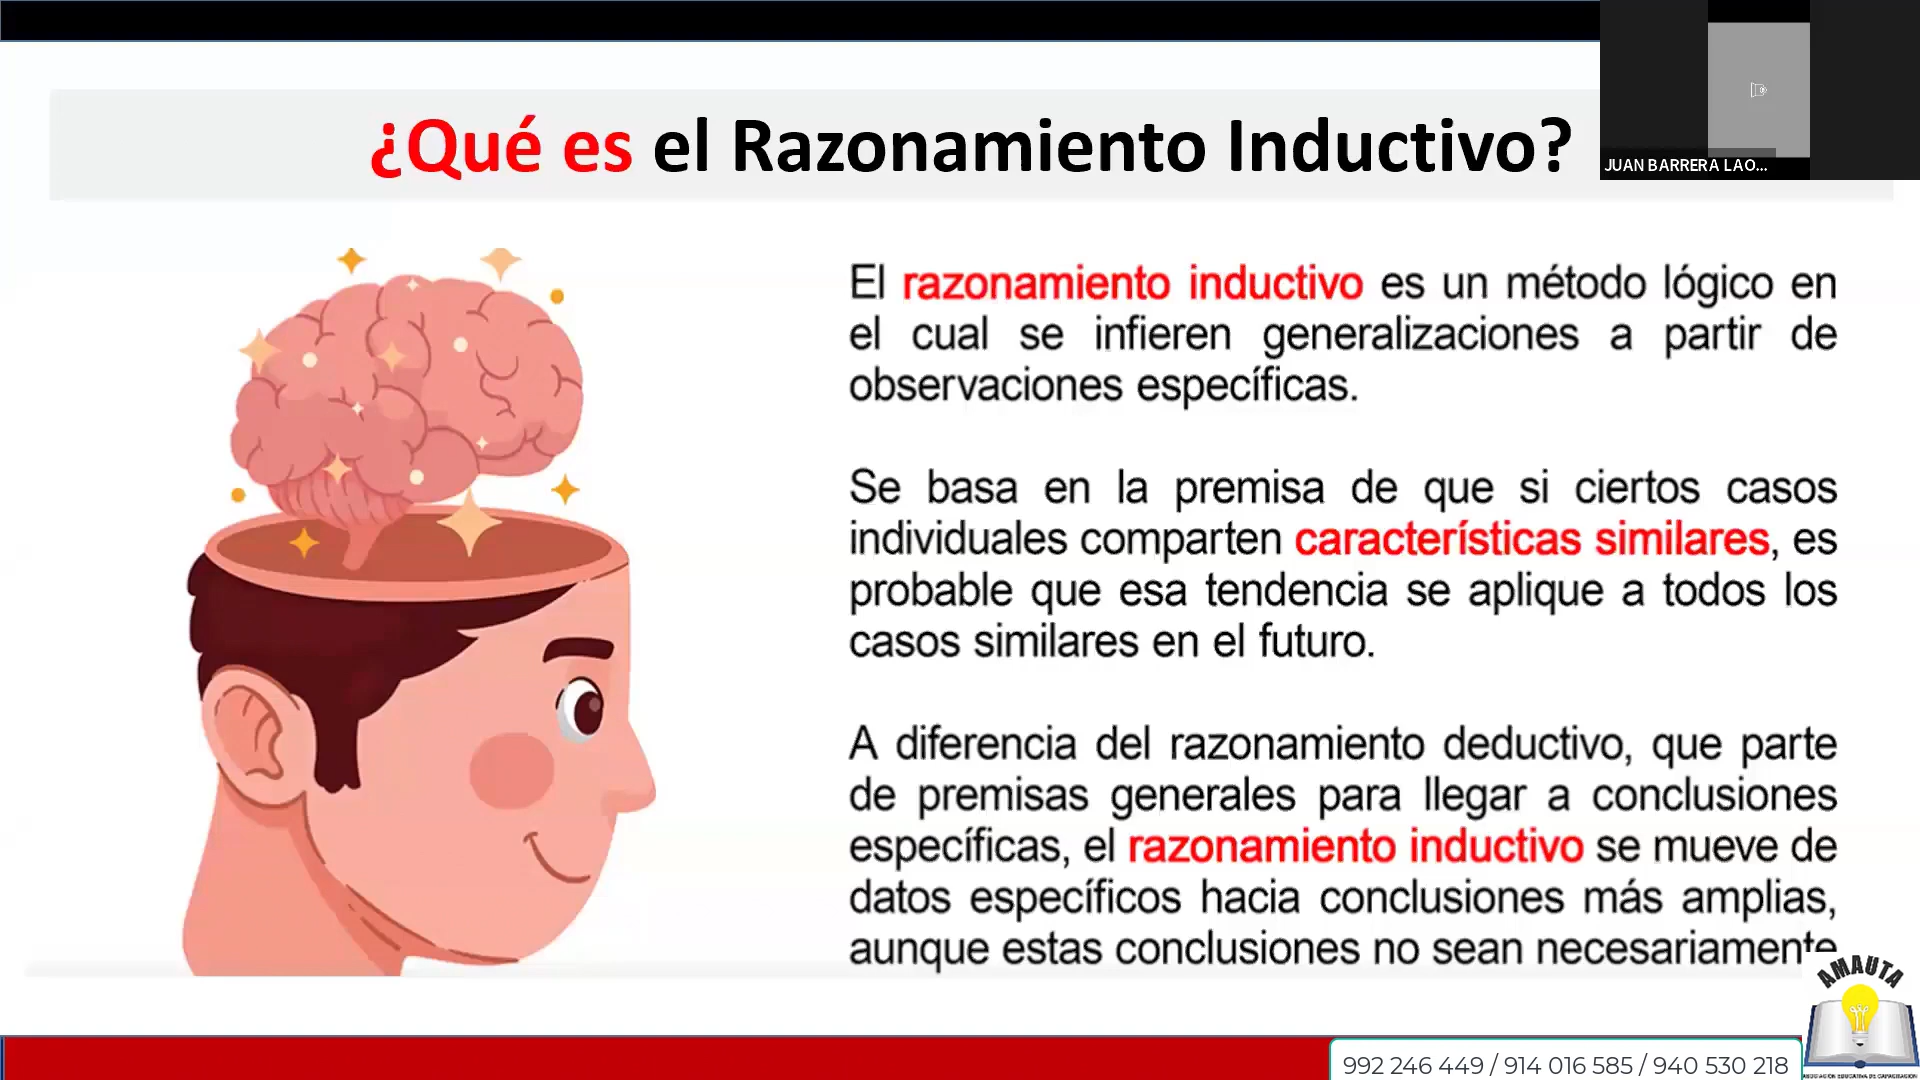 ¿Qué es el Razonamiento Inductivo?
JUAN BARRERA LAO...
El razonamiento inductivo es un método lógico en
el cual se infieren generalizaciones a partir de
observaciones específicas.
Se basa en la premisa de que si ciertos casos
individuales comparten características similares, es
probable que esa tendencia se aplique a todos los
casos similares en el futuro.
A diferencia del razonamiento deductivo, que parte
de premisas generales para llegar a conclusiones
específicas, el razonamiento inductivo se mueve de
datos específicos hacia conclusiones más amplias,
aunque estas conclusiones no sean necesariamente
AMAUTA
ASOCIACIÓN EDUCATIVA DE CAPACITACIÓN
992 246 449 / 914 016 585 / 940 530 218